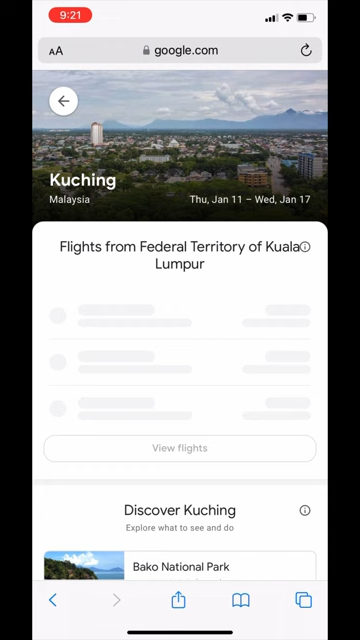 9:21
AA google.com
Kuching
Malaysia Thu, Jan 11 – Wed, Jan 17
Flights from Federal Territory of Kuala
Lumpur
View flights
Discover Kuching
Explore what to see and do
Bako National Park